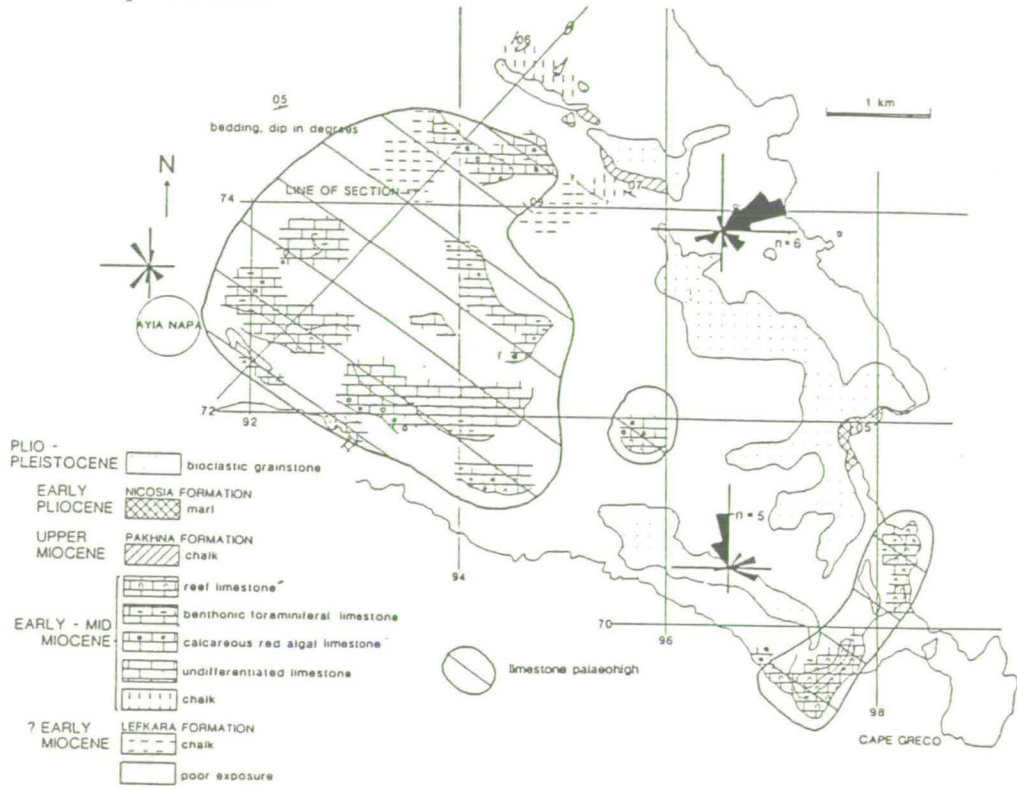 06
1 km
05
bedding, dip in degrees
N
LINE OF SECTION
07
74
n=6
AYIA NAPA
72
92
05
n=5
94
70
96
98
CAPE GRECO
limestone palaeohigh
PLIO -
PLEISTOCENE
bioclastic grainstone
EARLY
PLIOCENE
NICOSIA FORMATION
marl
UPPER
MIOCENE
PAKHNA FORMATION
chalk
EARLY - MID
MIOCENE
reef limestone
benthonic foraminiferal limestone
calcareous red algal limestone
undifferentiated limestone
chalk
? EARLY
MIOCENE
LEFKARA FORMATION
chalk
poor exposure